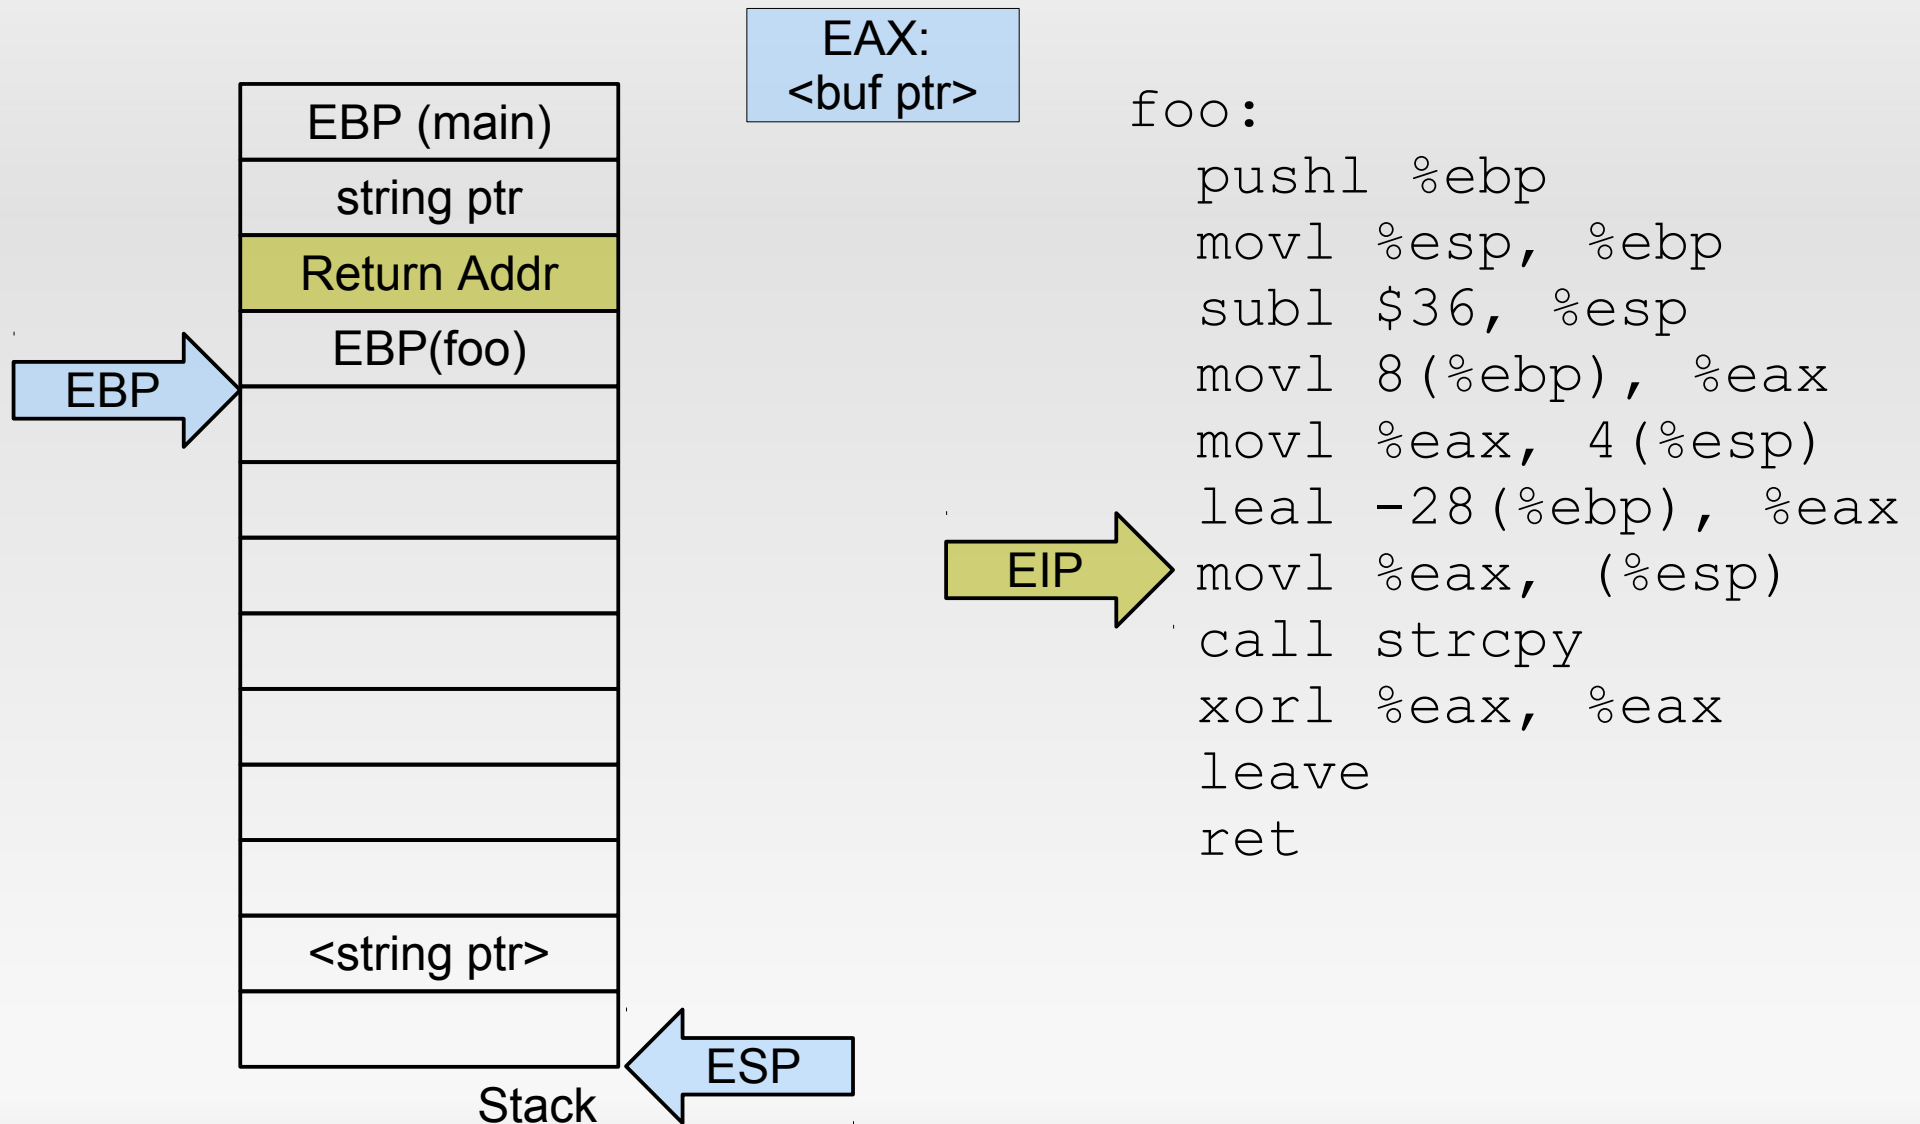 EAX:
<buf ptr>
EBP (main)
string ptr
Return Addr
EBP(foo)
EBP
<string ptr>
ESP
Stack
EIP
foo:
pushl %ebp
movl %esp, %ebp
subl $36, %esp
movl 8(%ebp), %eax
movl %eax, 4(%esp)
leal -28(%ebp), %eax
movl %eax, (%esp)
call strcpy
xorl %eax, %eax
leave
ret